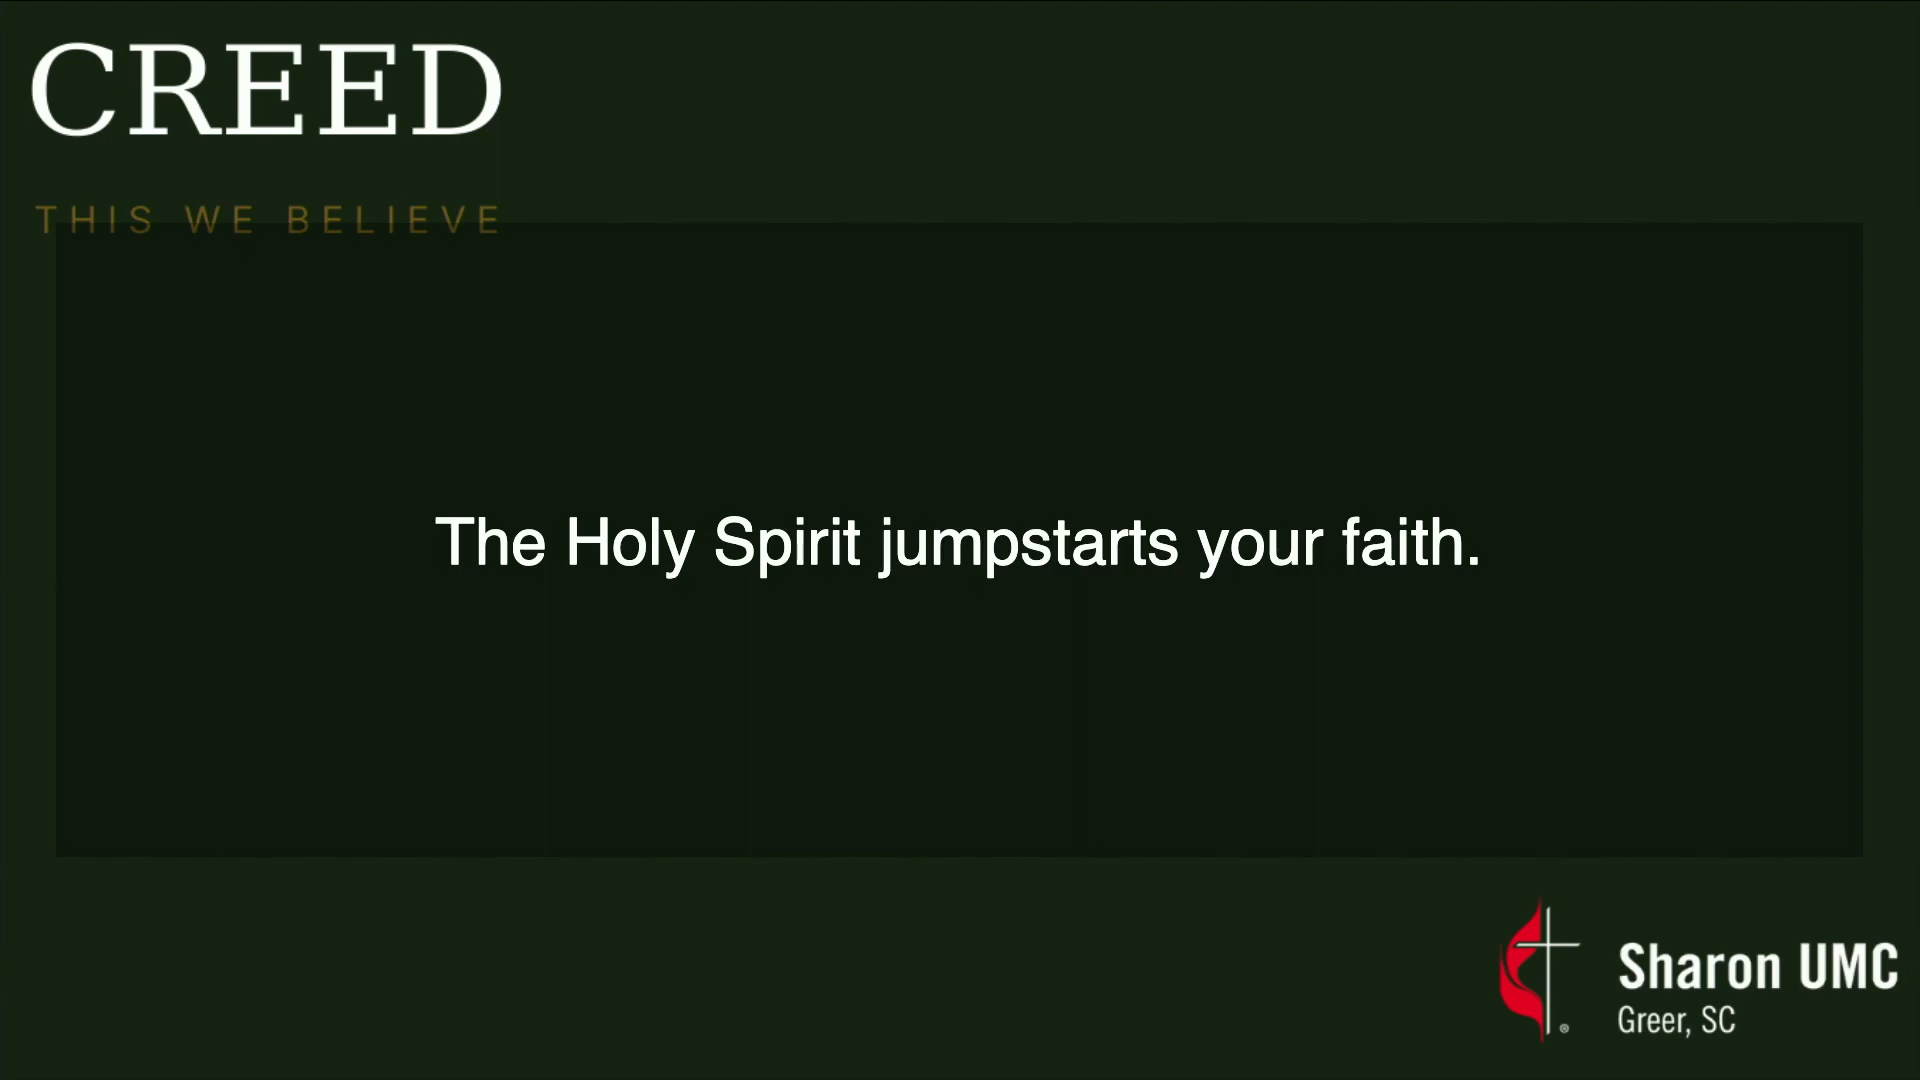 CREED
THIS WE BELIEVE
The Holy Spirit jumpstarts your faith.
Sharon UMC
Greer, SC
®